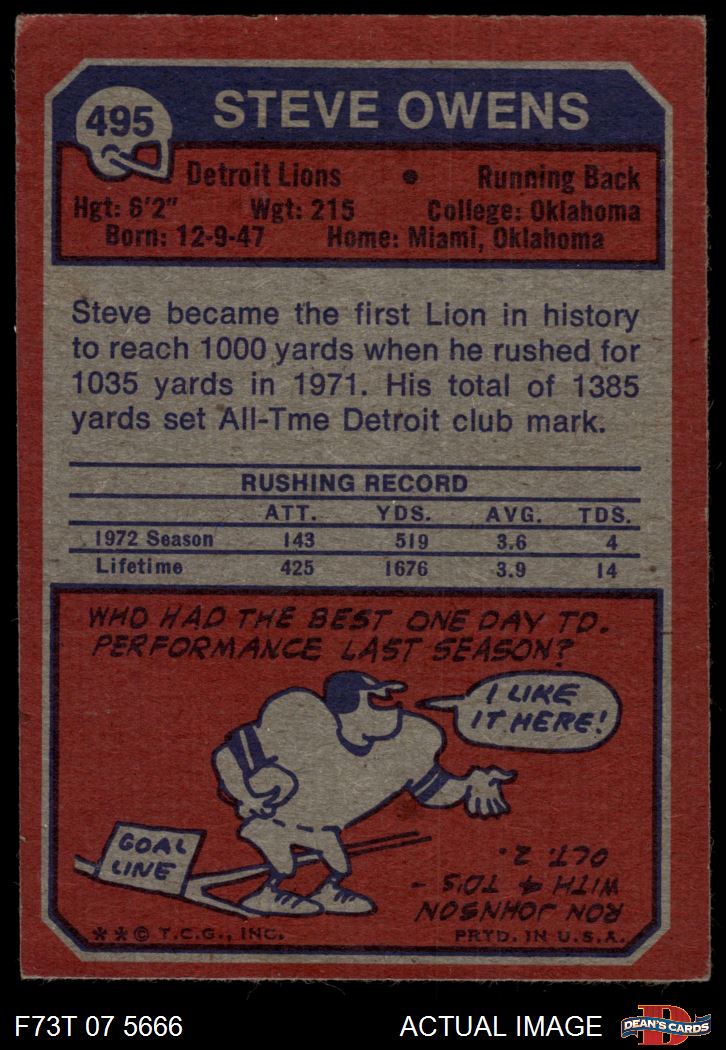 495
STEVE OWENS
Detroit Lions • Running Back
Hgt: 6'2" Wgt: 215 College: Oklahoma
Born: 12-9-47 Home: Miami, Oklahoma
Steve became the first Lion in history
to reach 1000 yards when he rushed for
1035 yards in 1971. His total of 1385
yards set All-Tme Detroit club mark.
RUSHING RECORD
ATT. YDS. AVG. TDS.
1972 Season 143 519 3.6 4
Lifetime 425 1676 3.9 14
WHO HAD THE BEST ONE DAY TD.
PERFORMANCE LAST SEASON?
I LIKE
IT HERE!
GOAL
LINE
RON JOHNSON
WITH 4 TD'S -
OCT. 2.
**© T.C.G., INC. PRTD. IN U.S.A.
F73T 07 5666 ACTUAL IMAGE
D
DEAN'S CARDS